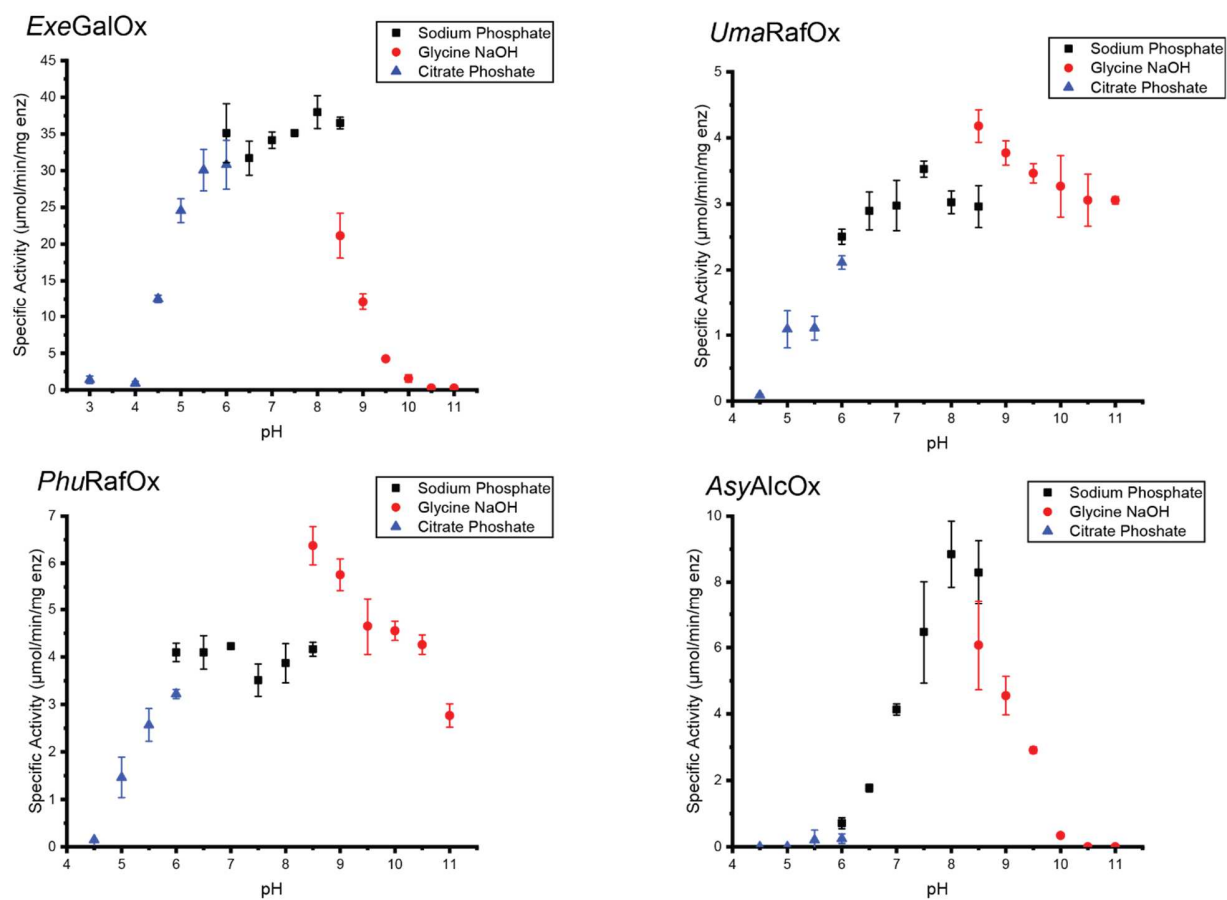 ExeGalOx
Sodium Phosphate
Glycine NaOH
Citrate Phoshate
Specific Activity (μmol/min/mg enz)
45
40
35
30
25
20
15
10
5
0
3 4 5 6 7 8 9 10 11
pH
UmaRafOx
Sodium Phosphate
Glycine NaOH
Citrate Phoshate
Specific Activity (μmol/min/mg enz)
5
4
3
2
1
0
4 5 6 7 8 9 10 11
pH
PhuRafOx
Sodium Phosphate
Glycine NaOH
Citrate Phoshate
Specific Activity (μmol/min/mg enz)
7
6
5
4
3
2
1
0
4 5 6 7 8 9 10 11
pH
AsyAlcOx
Sodium Phosphate
Glycine NaOH
Citrate Phoshate
Specific Activity (μmol/min/mg enz)
10
8
6
4
2
0
4 5 6 7 8 9 10 11
pH